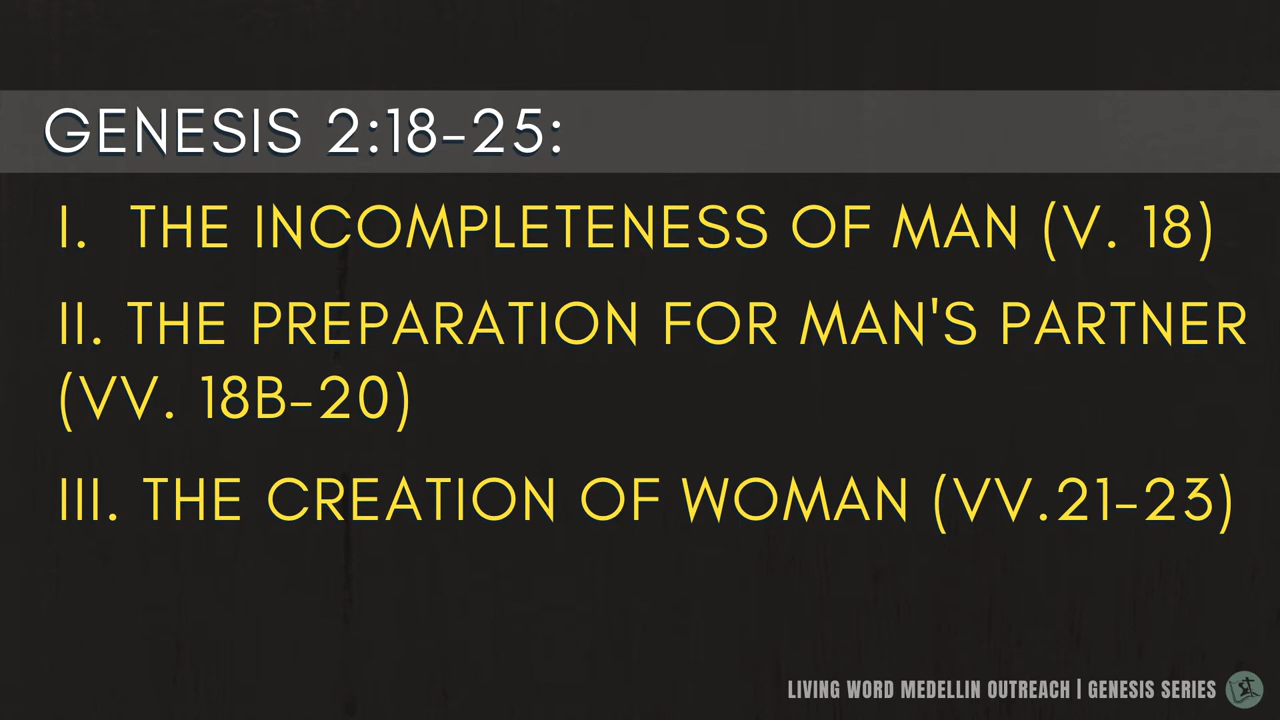 GENESIS 2:18-25:
I. THE INCOMPLETENESS OF MAN (V. 18)
II. THE PREPARATION FOR MAN'S PARTNER
(VV. 18B-20)
III. THE CREATION OF WOMAN (VV.21-23)
LIVING WORD MEDELLIN OUTREACH | GENESIS SERIES